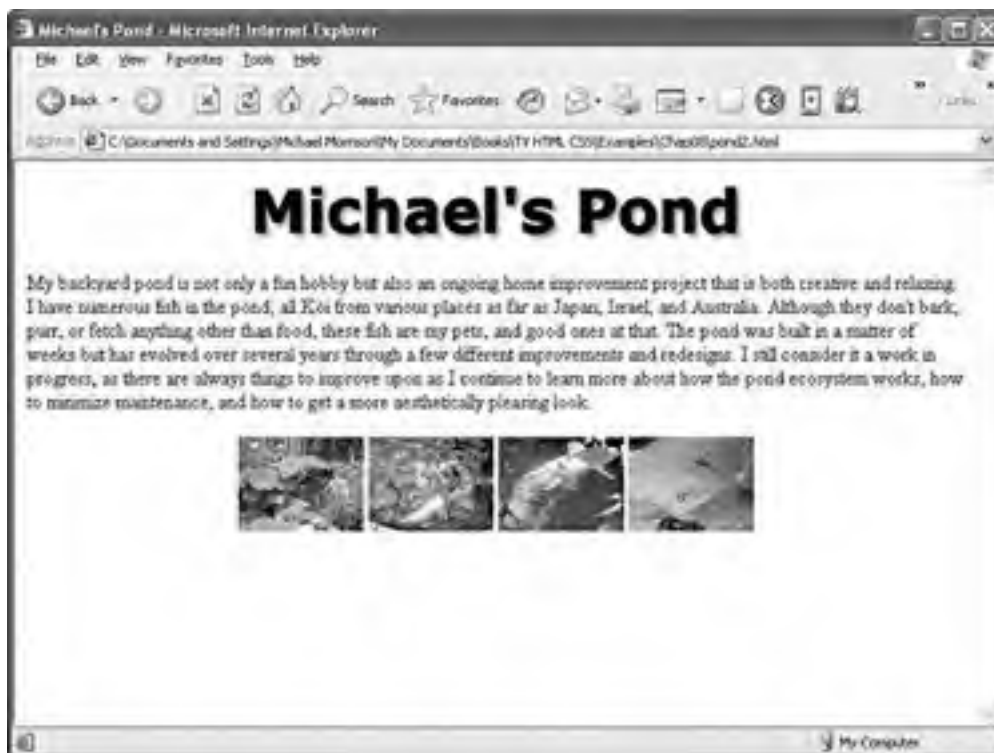 Michael's Pond - Microsoft Internet Explorer
File Edit View Favorites Tools Help
Back Search Favorites Links
Address C:\Documents and Settings\Michael Morrison\My Documents\Books\TY HTML CSS\Examples\Chap08\pond2.html
Michael's Pond
My backyard pond is not only a fun hobby but also an ongoing home improvement project that is both creative and relaxing.
I have numerous fish in the pond, all Koi from various places as far as Japan, Israel, and Australia. Although they don't bark,
purr, or fetch anything other than food, these fish are my pets, and good ones at that. The pond was built in a matter of
weeks but has evolved over several years through a few different improvements and redesigns. I still consider it a work in
progress, as there are always things to improve upon as I continue to learn more about how the pond ecosystem works, how
to minimize maintenance, and how to get a more aesthetically pleasing look.
My Computer